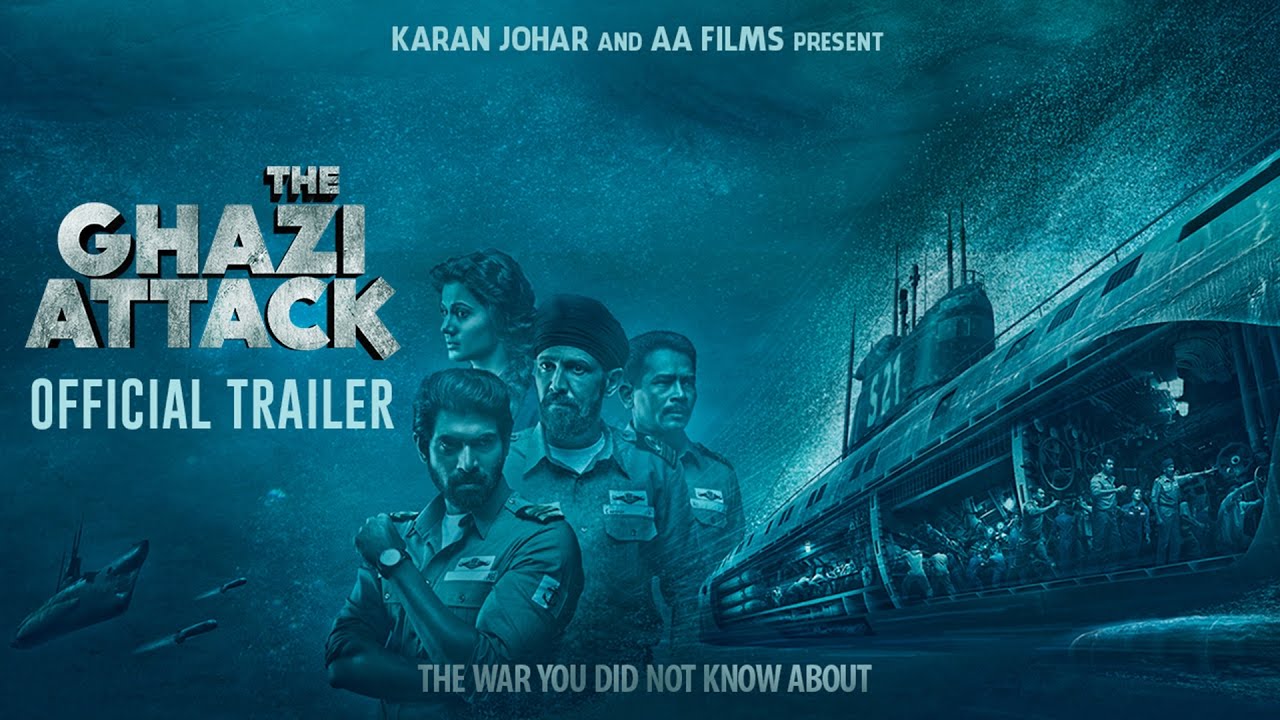 KARAN JOHAR AND AA FILMS PRESENT
THE
GHAZI
ATTACK
OFFICIAL TRAILER
S21
THE WAR YOU DID NOT KNOW ABOUT